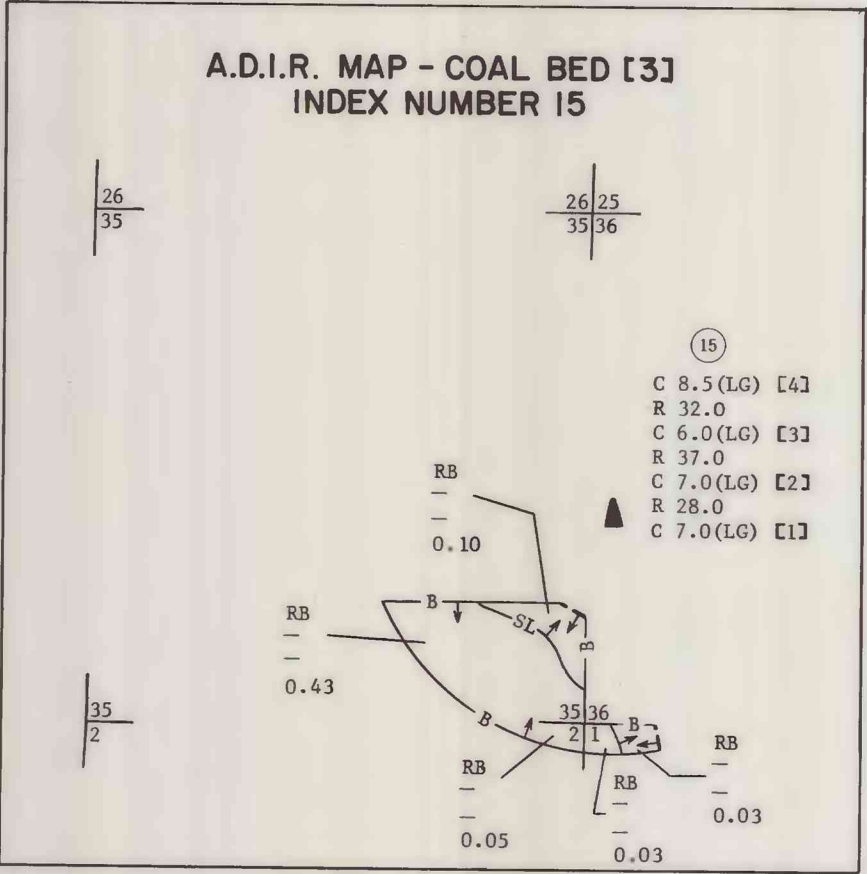 A.D.I.R. MAP - COAL BED [3]
INDEX NUMBER 15
26
35
26 25
35 36
15
C 8.5(LG) [4]
R 32.0
C 6.0(LG) [3]
R 37.0
C 7.0(LG) [2]
R 28.0
C 7.0(LG) [1]
RB
—
—
0.10
B
SL
B
RB
—
—
0.43
B
35
2
35 36
2 1
B
RB
—
—
0.05
RB
—
—
0.03
RB
—
—
0.03